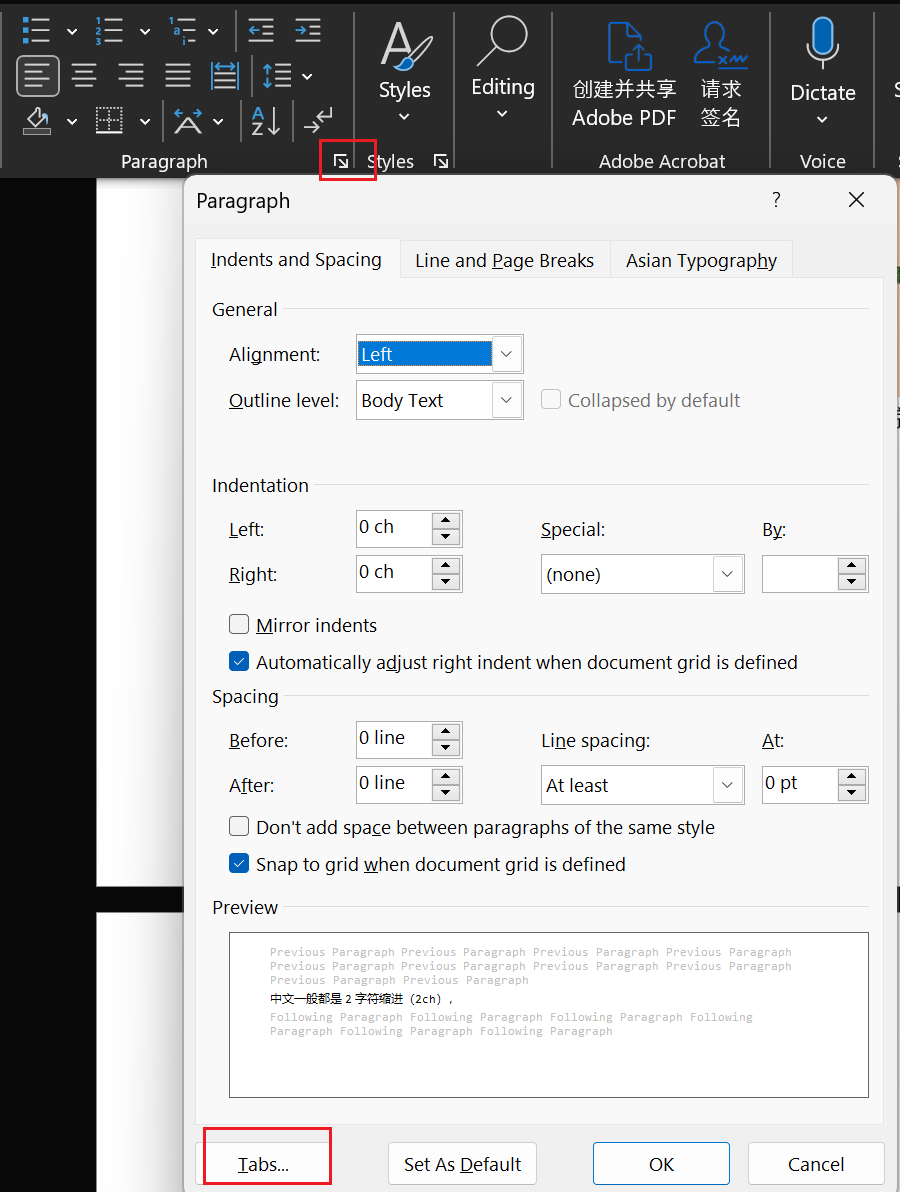 Styles
Editing
创建并共享
Adobe PDF
请求
签名
Dictate
Paragraph
Styles
Adobe Acrobat
Voice
Paragraph
?
Indents and Spacing
Line and Page Breaks
Asian Typography
General
Alignment: Left
Outline level: Body Text
Collapsed by default
Indentation
Left: 0 ch
Special:
By:
Right: 0 ch
(none)
Mirror indents
Automatically adjust right indent when document grid is defined
Spacing
Before: 0 line
Line spacing:
At:
After: 0 line
At least
0 pt
Don't add space between paragraphs of the same style
Snap to grid when document grid is defined
Preview
Previous Paragraph Previous Paragraph Previous Paragraph Previous Paragraph
Previous Paragraph Previous Paragraph Previous Paragraph Previous Paragraph
Previous Paragraph Previous Paragraph
中文一般都是 2 字符缩进（2ch），
Following Paragraph Following Paragraph Following Paragraph Following
Paragraph Following Paragraph Following Paragraph
Tabs...
Set As Default
OK
Cancel